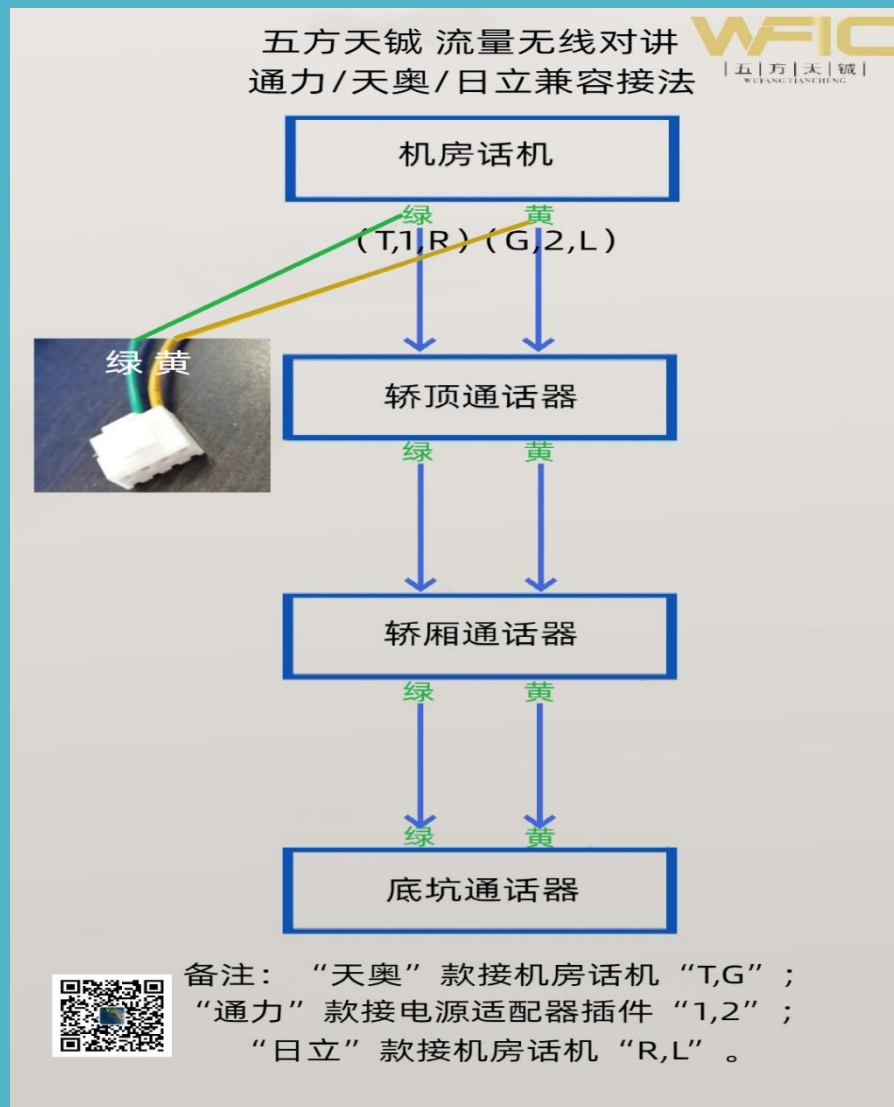 五方天铖 流量无线对讲
WFIC
通力/天奥/日立兼容接法
|五|方|天|铖|
WUFANG TIANCHENG
机房话机
绿 黄
(T,1,R) (G,2,L)
绿 黄
轿顶通话器
绿 黄
轿厢通话器
绿 黄
绿 黄
底坑通话器
备注: “天奥”款接机房话机“T,G”;
“通力”款接电源适配器插件“1,2”;
“日立”款接机房话机“R,L”。